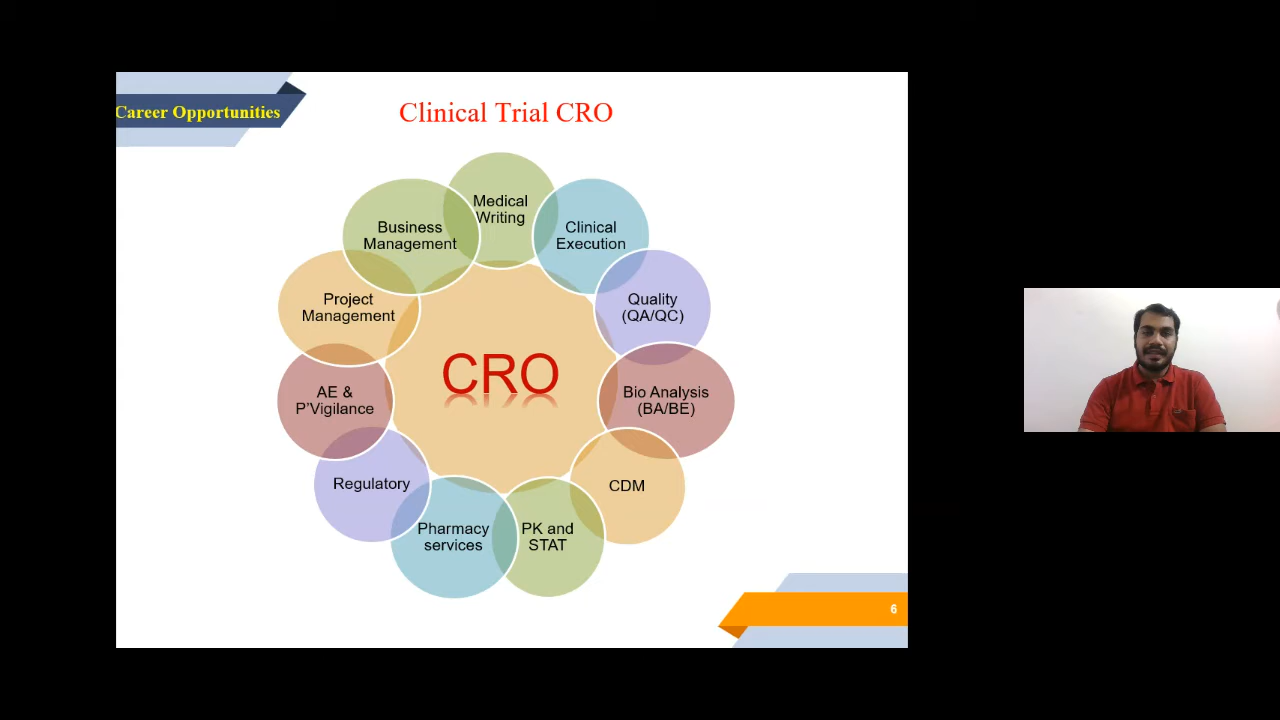 Career Opportunities
Clinical Trial CRO
Medical
Writing
Clinical
Execution
Quality
(QA/QC)
Bio Analysis
(BA/BE)
CDM
PK and
STAT
Pharmacy
services
Regulatory
AE &
P'Vigilance
Project
Management
Business
Management
CRO
6